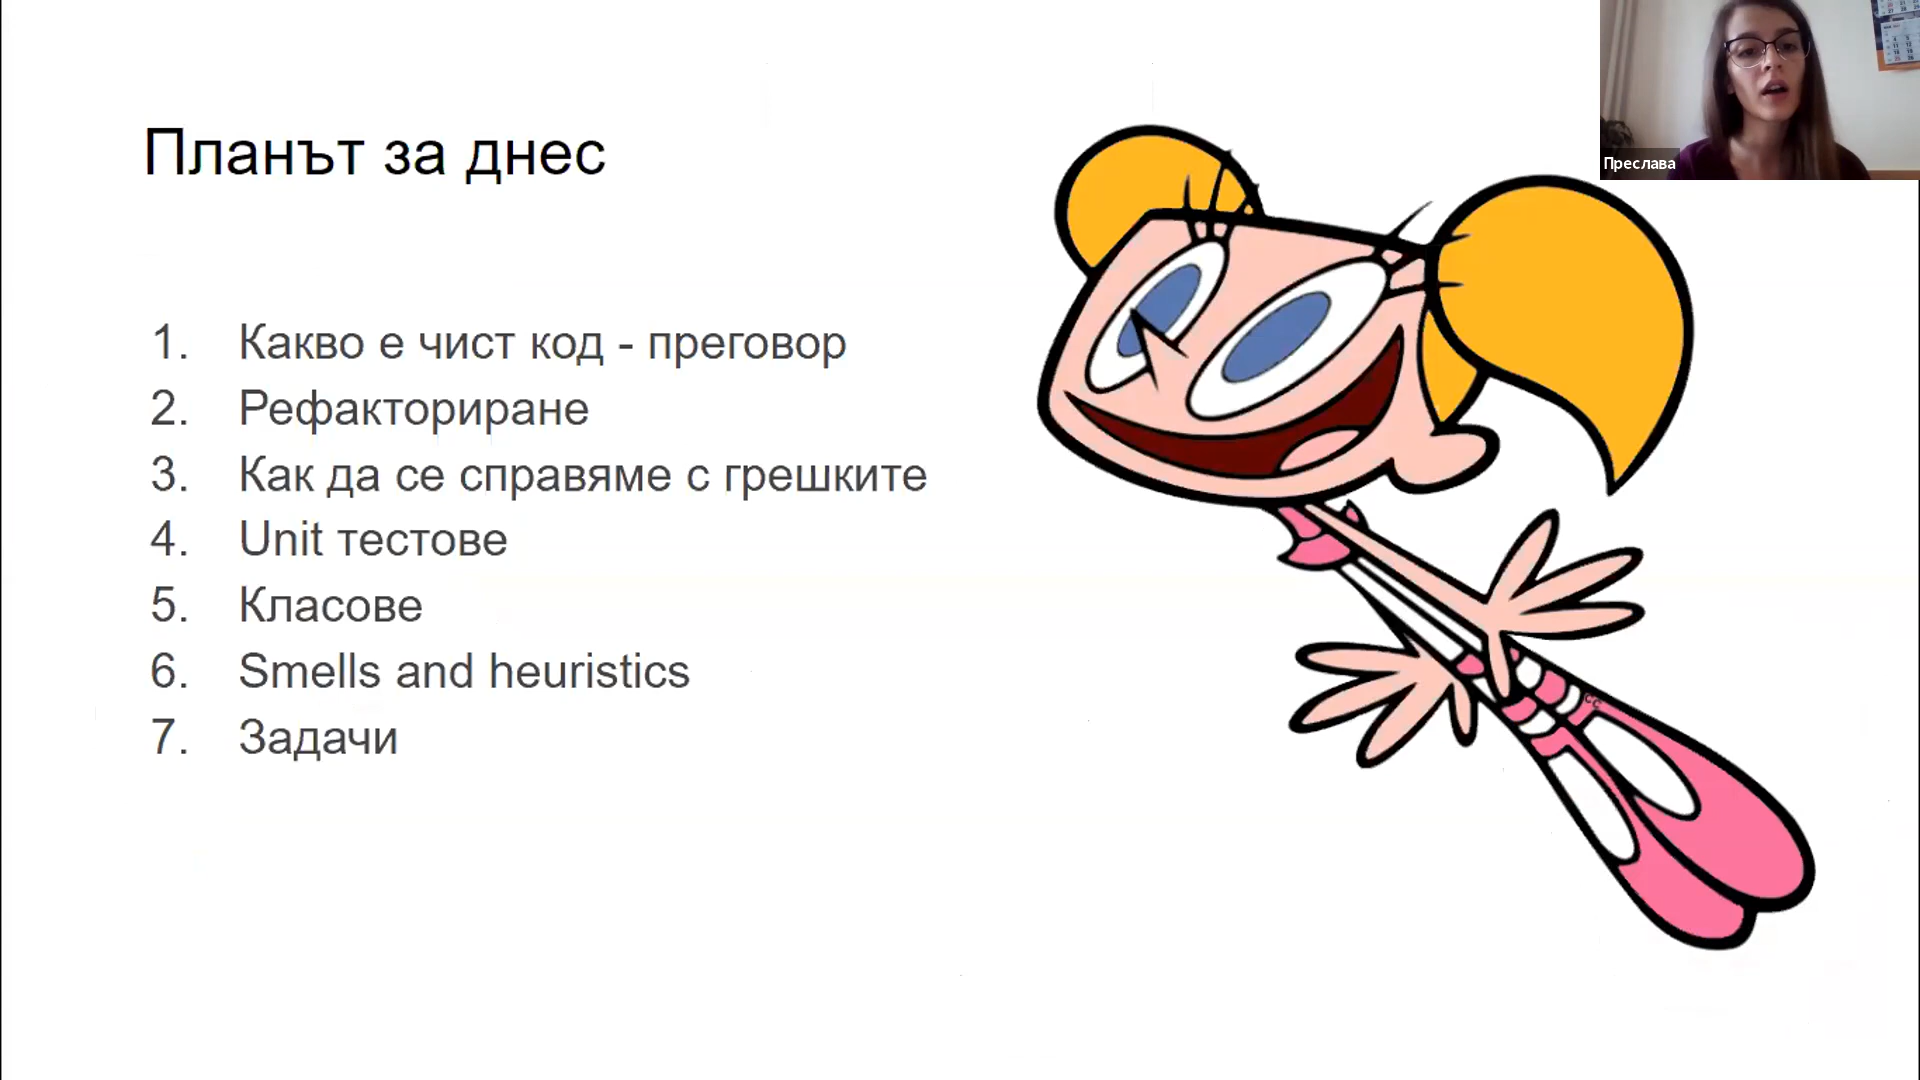 Планът за днес
1. Какво е чист код - преговор
2. Рефакториране
3. Как да се справяме с грешките
4. Unit тестове
5. Класове
6. Smells and heuristics
7. Задачи
Преслава